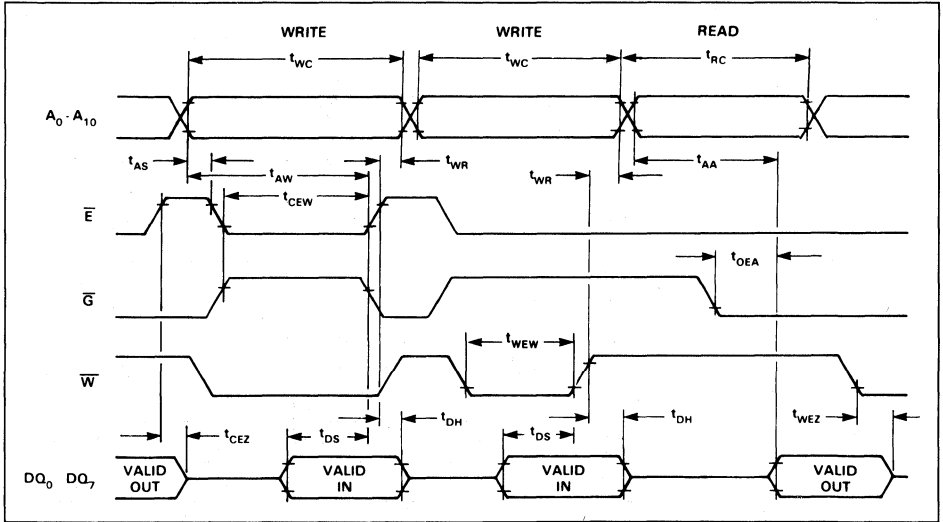 WRITE WRITE READ
tWC tWC tRC
A0 - A10
tAS tWR tAA
tAW tWR
tCEW
E
tOEA
G
tWEW
W
tDH tDH tWEZ
tCEZ tDS tDS
DQ0 DQ7 VALID OUT VALID IN VALID IN VALID OUT